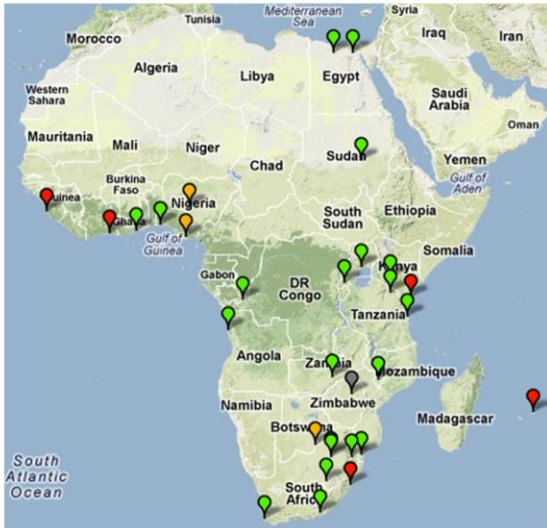 Mediterranean
Sea
Syria
Tunisia
Morocco
Iraq
Iran
Algeria
Libya
Egypt
Western
Sahara
Saudi
Arabia
Oman
Mauritania
Mali
Niger
Chad
Sudan
Yemen
Gulf of
Aden
Burkina
Faso
Guinea
Nigeria
Ghana
Ethiopia
South
Sudan
Gulf of
Guinea
Somalia
Gabon
Kenya
DR
Congo
Tanzania
Angola
Zambia
Mozambique
Zimbabwe
Namibia
Botswana
Madagascar
South
Atlantic
Ocean
South
Africa